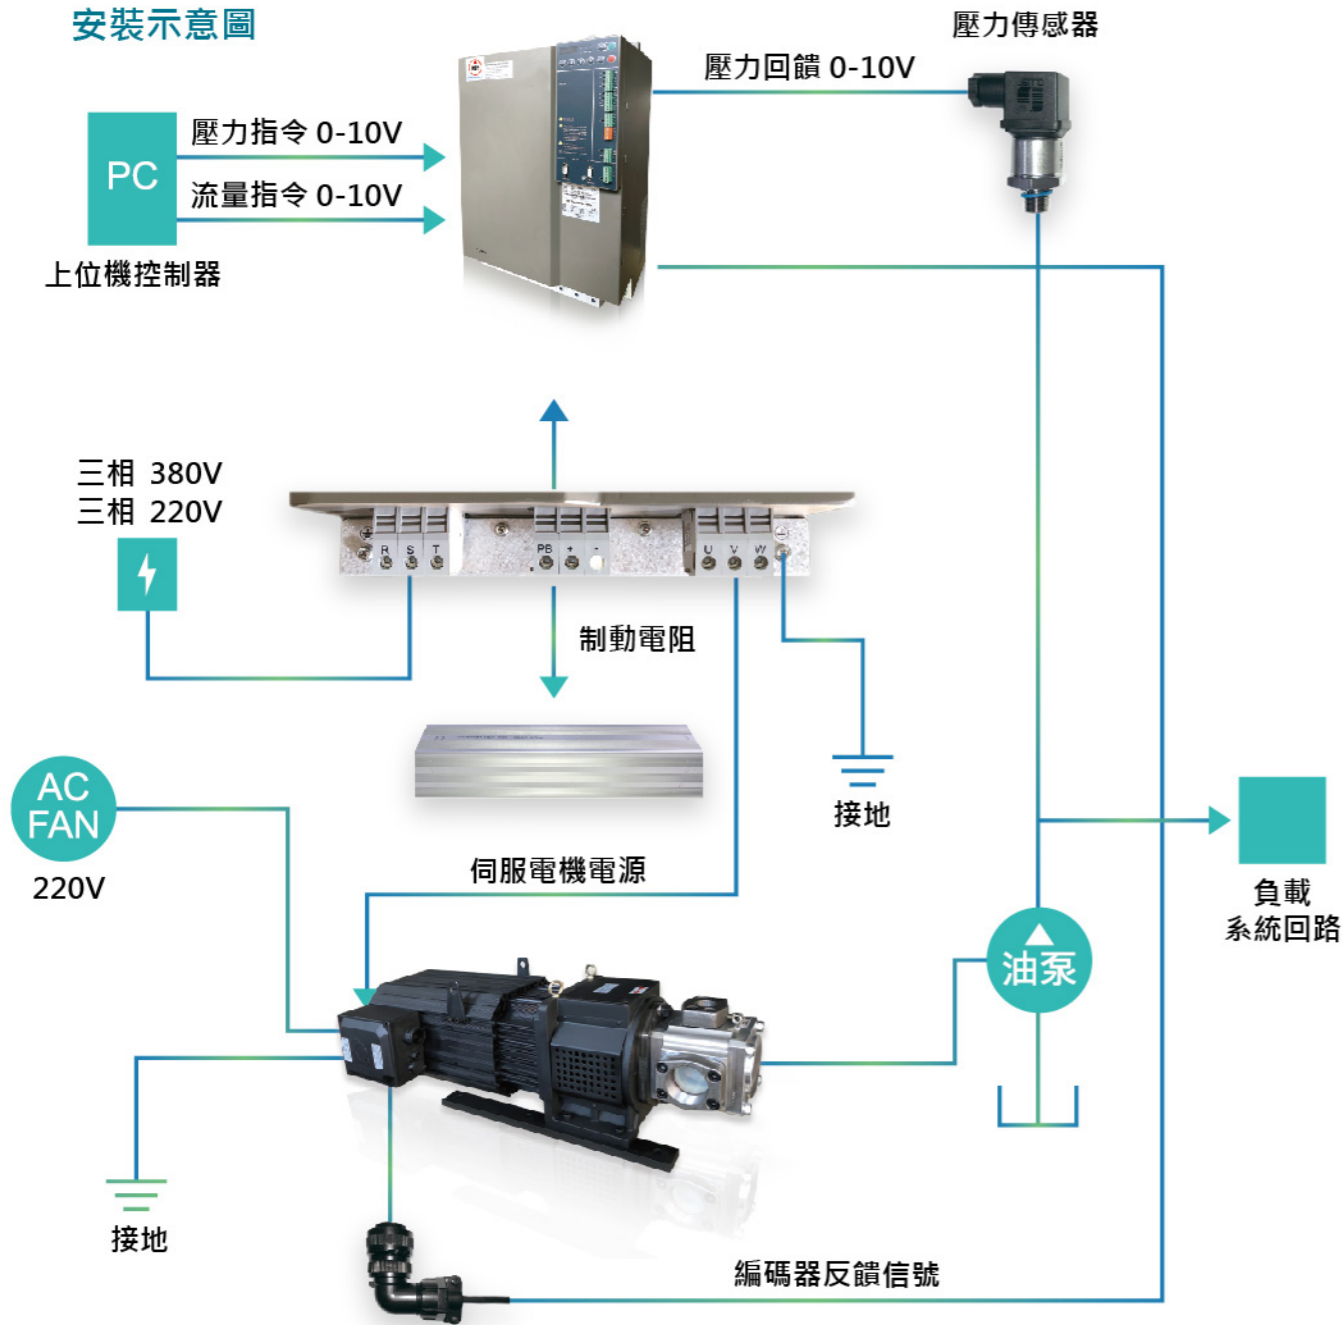 安裝示意圖
壓力傳感器
壓力回饋 0-10V
壓力指令 0-10V
PC
流量指令 0-10V
上位機控制器
三相 380V
三相 220V
R S T PB + - U V W
制動電阻
接地
AC
FAN
220V
伺服電機電源
負載
系統回路
油泵
接地
編碼器反饋信號